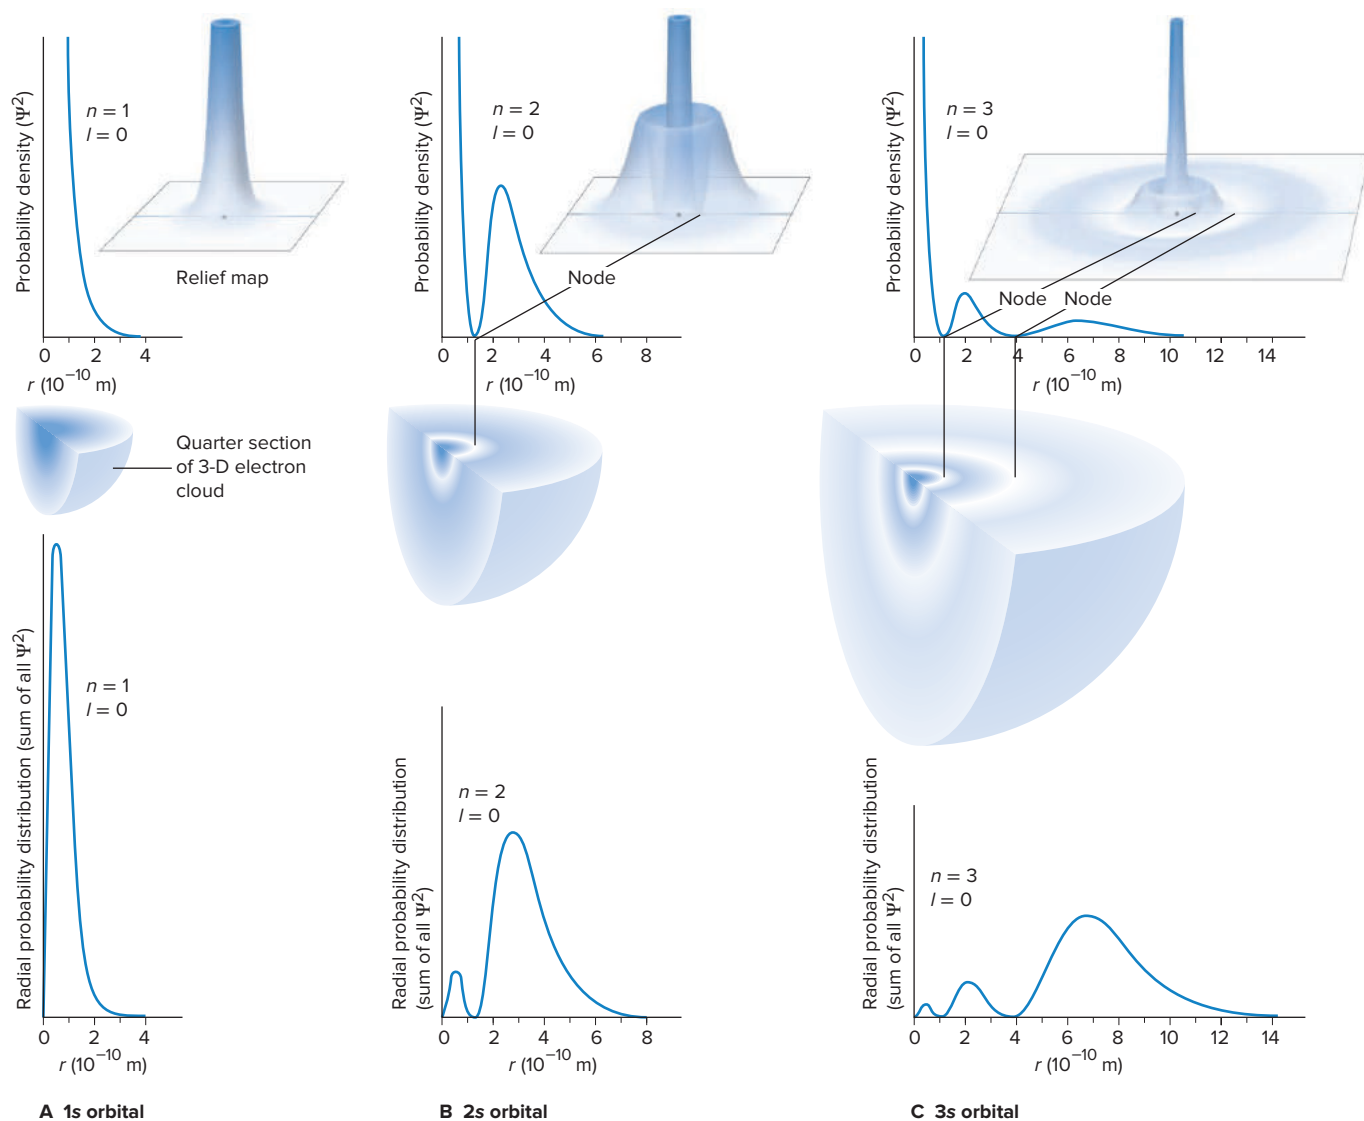 Probability density (Ψ²)
n = 1
l = 0
Relief map
0 2 4
r (10⁻¹⁰ m)
Quarter section
of 3-D electron
cloud
Radial probability distribution (sum of all Ψ²)
n = 1
l = 0
0 2 4
r (10⁻¹⁰ m)
A 1s orbital
Probability density (Ψ²)
n = 2
l = 0
Node
0 2 4 6 8
r (10⁻¹⁰ m)
Radial probability distribution
(sum of all Ψ²)
n = 2
l = 0
0 2 4 6 8
r (10⁻¹⁰ m)
B 2s orbital
Probability density (Ψ²)
n = 3
l = 0
Node Node
0 2 4 6 8 10 12 14
r (10⁻¹⁰ m)
Radial probability distribution
(sum of all Ψ²)
n = 3
l = 0
0 2 4 6 8 10 12 14
r (10⁻¹⁰ m)
C 3s orbital